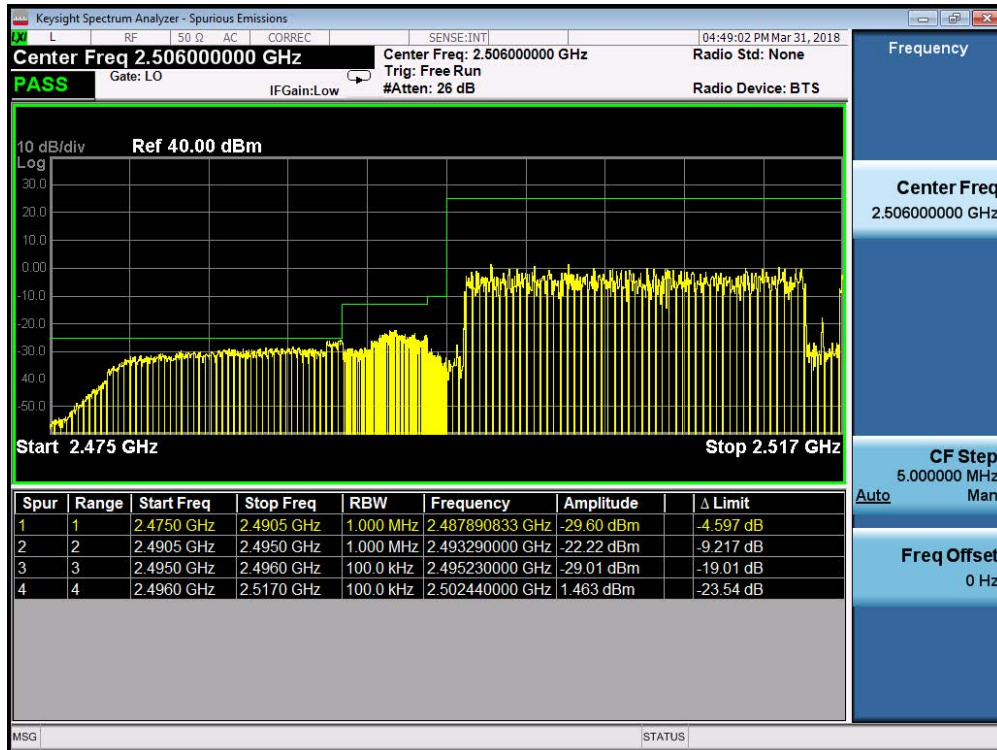 Keysight Spectrum Analyzer - Spurious Emissions
LXI L RF 50 Ω AC CORREC SENSE:INT 04:49:02 PM Mar 31, 2018
Center Freq 2.506000000 GHz
Center Freq: 2.506000000 GHz
Radio Std: None
Gate: LO
Trig: Free Run
PASS
IFGain:Low
#Atten: 26 dB
Radio Device: BTS
10 dB/div Ref 40.00 dBm
Log
30.0
20.0
10.0
0.00
-10.0
-20.0
-30.0
40.0
-50.0
Start 2.475 GHz Stop 2.517 GHz
Spur Range Start Freq Stop Freq RBW Frequency Amplitude Δ Limit
1 1 2.4750 GHz 2.4905 GHz 1.000 MHz 2.487890833 GHz -29.60 dBm -4.597 dB
2 2 2.4905 GHz 2.4950 GHz 1.000 MHz 2.493290000 GHz -22.22 dBm -9.217 dB
3 3 2.4950 GHz 2.4960 GHz 100.0 kHz 2.495230000 GHz -29.01 dBm -19.01 dB
4 4 2.4960 GHz 2.5170 GHz 100.0 kHz 2.502440000 GHz 1.463 dBm -23.54 dB
Frequency
Center Freq
2.506000000 GHz
CF Step
5.000000 MHz
Auto Man
Freq Offset
0 Hz
MSG STATUS